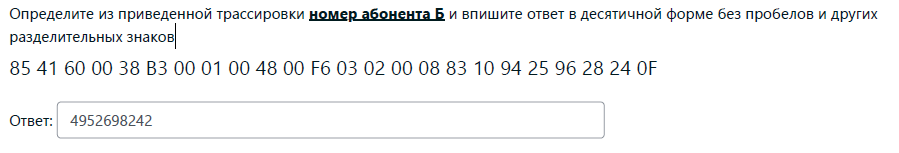 Определите из приведенной трассировки номер абонента Б и впишите ответ в десятичной форме без пробелов и других
разделительных знаков
85 41 60 00 38 B3 00 01 00 48 00 F6 03 02 00 08 83 10 94 25 96 28 24 0F
Ответ: 4952698242